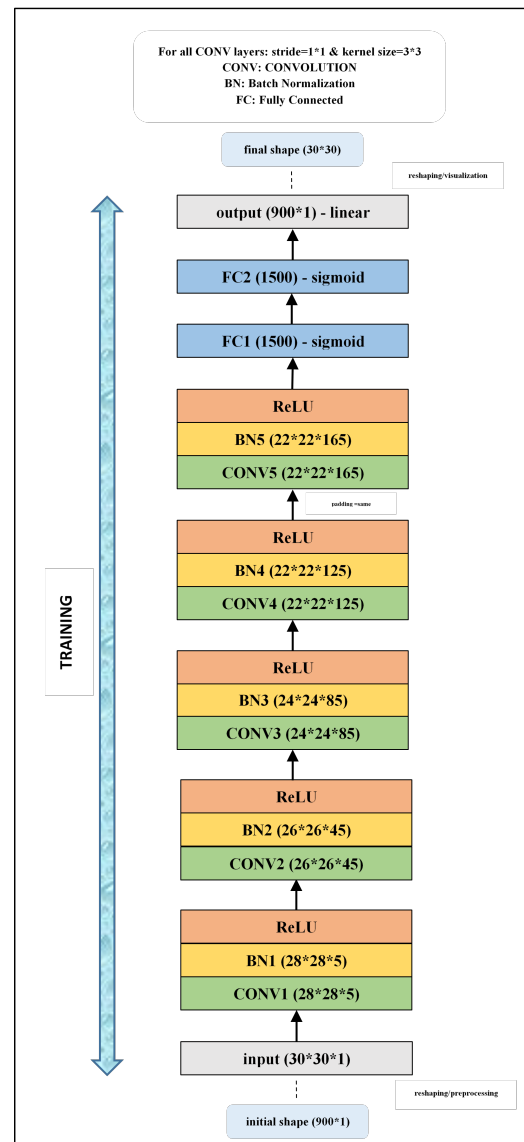 For all CONV layers: stride=1*1 & kernel size=3*3
CONV: CONVOLUTION
BN: Batch Normalization
FC: Fully Connected
final shape (30*30)
reshaping/visualization
output (900*1) - linear
FC2 (1500) - sigmoid
FC1 (1500) - sigmoid
ReLU
BN5 (22*22*165)
CONV5 (22*22*165)
padding =same
ReLU
BN4 (22*22*125)
CONV4 (22*22*125)
TRAINING
ReLU
BN3 (24*24*85)
CONV3 (24*24*85)
ReLU
BN2 (26*26*45)
CONV2 (26*26*45)
ReLU
BN1 (28*28*5)
CONV1 (28*28*5)
input (30*30*1)
reshaping/preprocessing
initial shape (900*1)